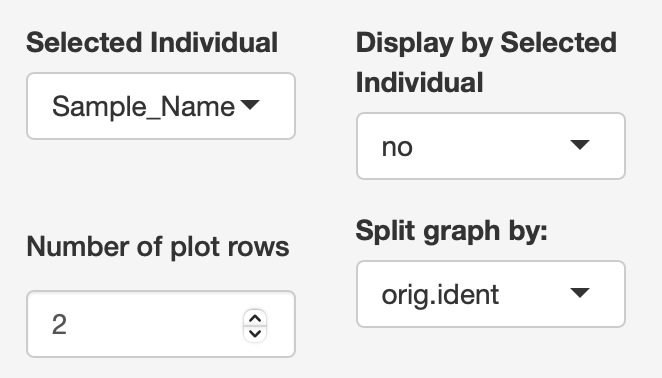 Selected Individual
Sample_Name
Display by Selected
Individual
no
Number of plot rows
2
Split graph by:
orig.ident